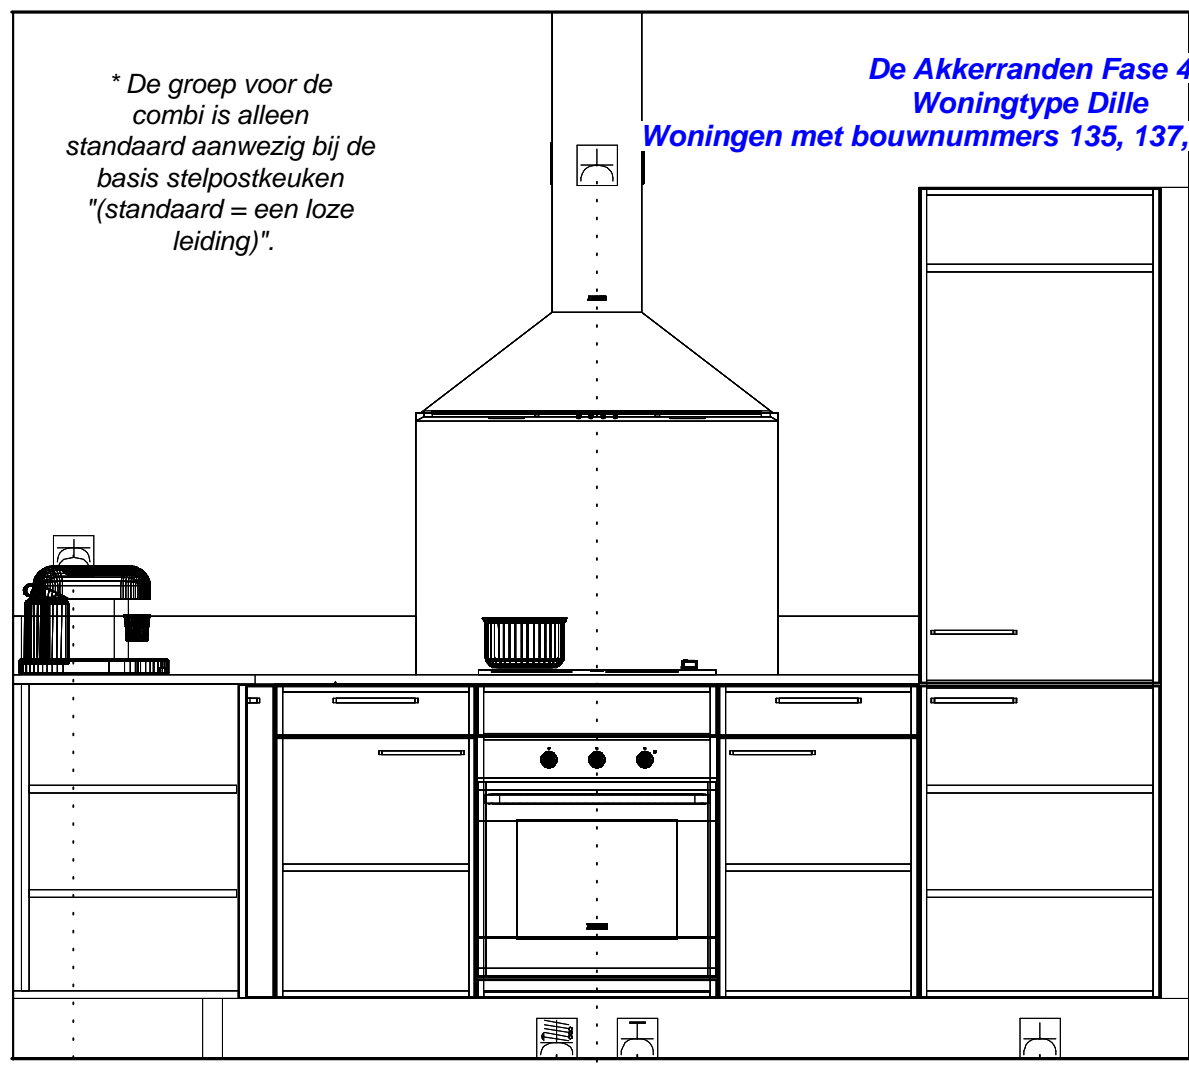 * De groep voor de
combi is alleen
standaard aanwezig bij de
basis stelpostkeuken
"(standaard = een loze
leiding)".
De Akkerranden Fase 4
Woningtype Dille
Woningen met bouwnummers 135, 137,